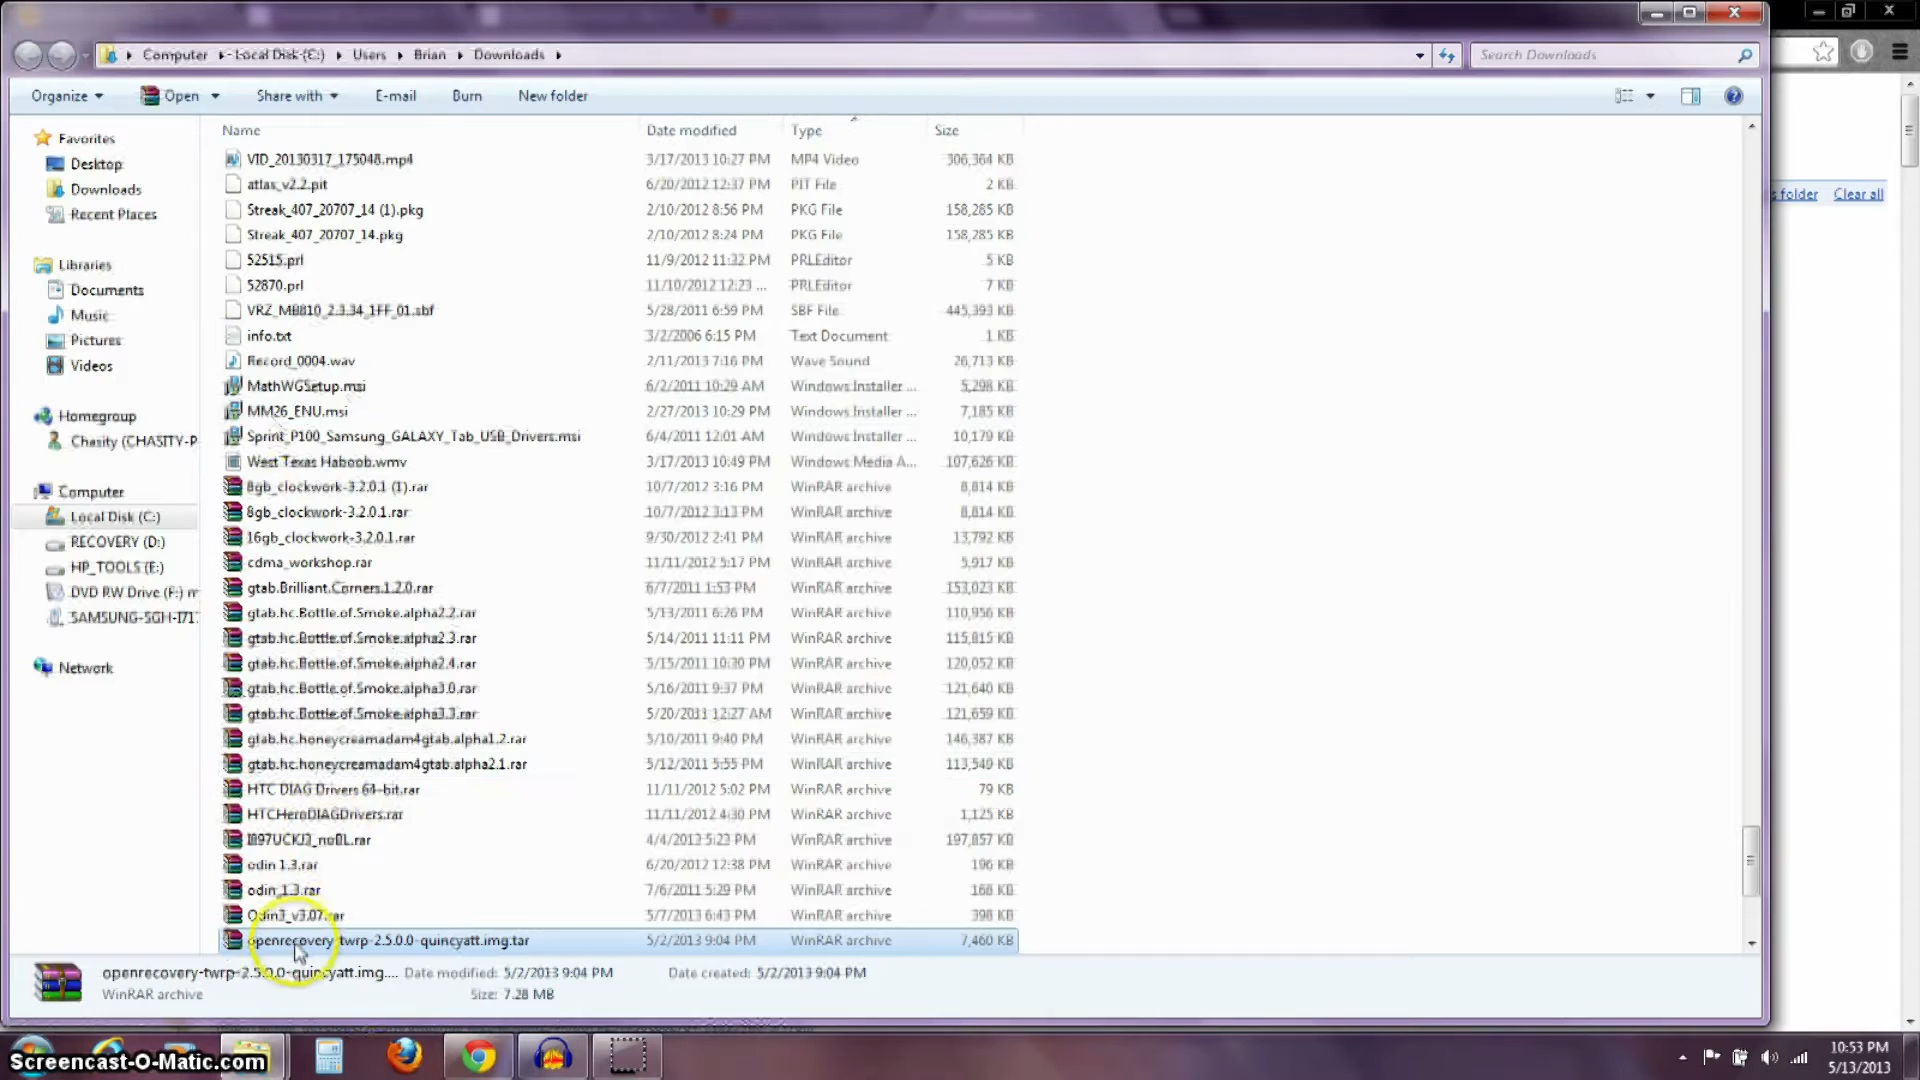 Computer Local Disk (C:) Users Brian Downloads
Search Downloads
Organize Open Share with E-mail Burn New folder
Name Date modified Type Size
Favorites
Desktop
Downloads
Recent Places
Libraries
Documents
Music
Pictures
Videos
Homegroup
Chasity (CHASITY-P
Computer
Local Disk (C:)
RECOVERY (D:)
HP_TOOLS (E:)
DVD RW Drive (F:) m
SAMSUNG-SGH-I71
Network
VID_20130317_175048.mp4 3/17/2013 10:27 PM MP4 Video 306,364 KB
atlas_v2.2.pit 6/20/2012 12:37 PM PIT File 2 KB
Streak_407_20707_14 (1).pkg 2/10/2012 8:56 PM PKG File 158,285 KB
Streak_407_20707_14.pkg 2/10/2012 8:24 PM PKG File 158,285 KB
52515.prl 11/9/2012 11:32 PM PRLEditor 5 KB
52870.prl 11/10/2012 12:23 ... PRLEditor 7 KB
VRZ_MB810_2.3.34_1FF_01.sbf 5/28/2011 6:59 PM SBF File 445,393 KB
info.txt 3/2/2006 6:15 PM Text Document 1 KB
Record_0004.wav 2/11/2013 7:16 PM Wave Sound 26,713 KB
MathWGSetup.msi 6/2/2011 10:29 AM Windows Installer ... 5,298 KB
MM26_ENU.msi 2/27/2013 10:29 PM Windows Installer ... 7,185 KB
Sprint_P100_Samsung_GALAXY_Tab_USB_Drivers.msi 6/4/2011 12:01 AM Windows Installer ... 10,179 KB
West Texas Haboob.wmv 3/17/2013 10:49 PM Windows Media A... 107,626 KB
8gb_clockwork-3.2.0.1 (1).rar 10/7/2012 3:16 PM WinRAR archive 8,814 KB
8gb_clockwork-3.2.0.1.rar 10/7/2012 3:13 PM WinRAR archive 8,814 KB
16gb_clockwork-3.2.0.1.rar 9/30/2012 2:41 PM WinRAR archive 13,792 KB
cdma_workshop.rar 11/11/2012 5:17 PM WinRAR archive 5,917 KB
gtab.Brilliant.Corners.1.2.0.rar 6/7/2011 1:53 PM WinRAR archive 153,023 KB
gtab.hc.Bottle.of.Smoke.alpha2.2.rar 5/13/2011 6:26 PM WinRAR archive 110,956 KB
gtab.hc.Bottle.of.Smoke.alpha2.3.rar 5/14/2011 11:11 PM WinRAR archive 115,815 KB
gtab.hc.Bottle.of.Smoke.alpha2.4.rar 5/15/2011 10:30 PM WinRAR archive 120,052 KB
gtab.hc.Bottle.of.Smoke.alpha3.0.rar 5/16/2011 9:37 PM WinRAR archive 121,640 KB
gtab.hc.Bottle.of.Smoke.alpha3.3.rar 5/20/2011 12:27 AM WinRAR archive 121,659 KB
gtab.hc.honeycreamadam4gtab.alpha1.2.rar 5/10/2011 9:40 PM WinRAR archive 146,387 KB
gtab.hc.honeycreamadam4gtab.alpha2.1.rar 5/12/2011 5:55 PM WinRAR archive 113,549 KB
HTC DIAG Drivers 64-bit.rar 11/11/2012 5:02 PM WinRAR archive 79 KB
HTCHeroDIAGDrivers.rar 11/11/2012 4:30 PM WinRAR archive 1,125 KB
I897UCKJ3_noBL.rar 4/4/2013 5:23 PM WinRAR archive 197,857 KB
odin 1.3.rar 6/20/2012 12:38 PM WinRAR archive 196 KB
odin_1.3.rar 7/6/2011 5:29 PM WinRAR archive 168 KB
Odin3_v3.07.rar 5/7/2013 6:43 PM WinRAR archive 398 KB
openrecovery-twrp-2.5.0.0-quincyatt.img.tar 5/2/2013 9:04 PM WinRAR archive 7,460 KB
openrecovery-twrp-2.5.0.0-quincyatt.img.... Date modified: 5/2/2013 9:04 PM Date created: 5/2/2013 9:04 PM
WinRAR archive Size: 7.28 MB
s folder Clear all
Screencast-O-Matic.com
10:53 PM
5/13/2013